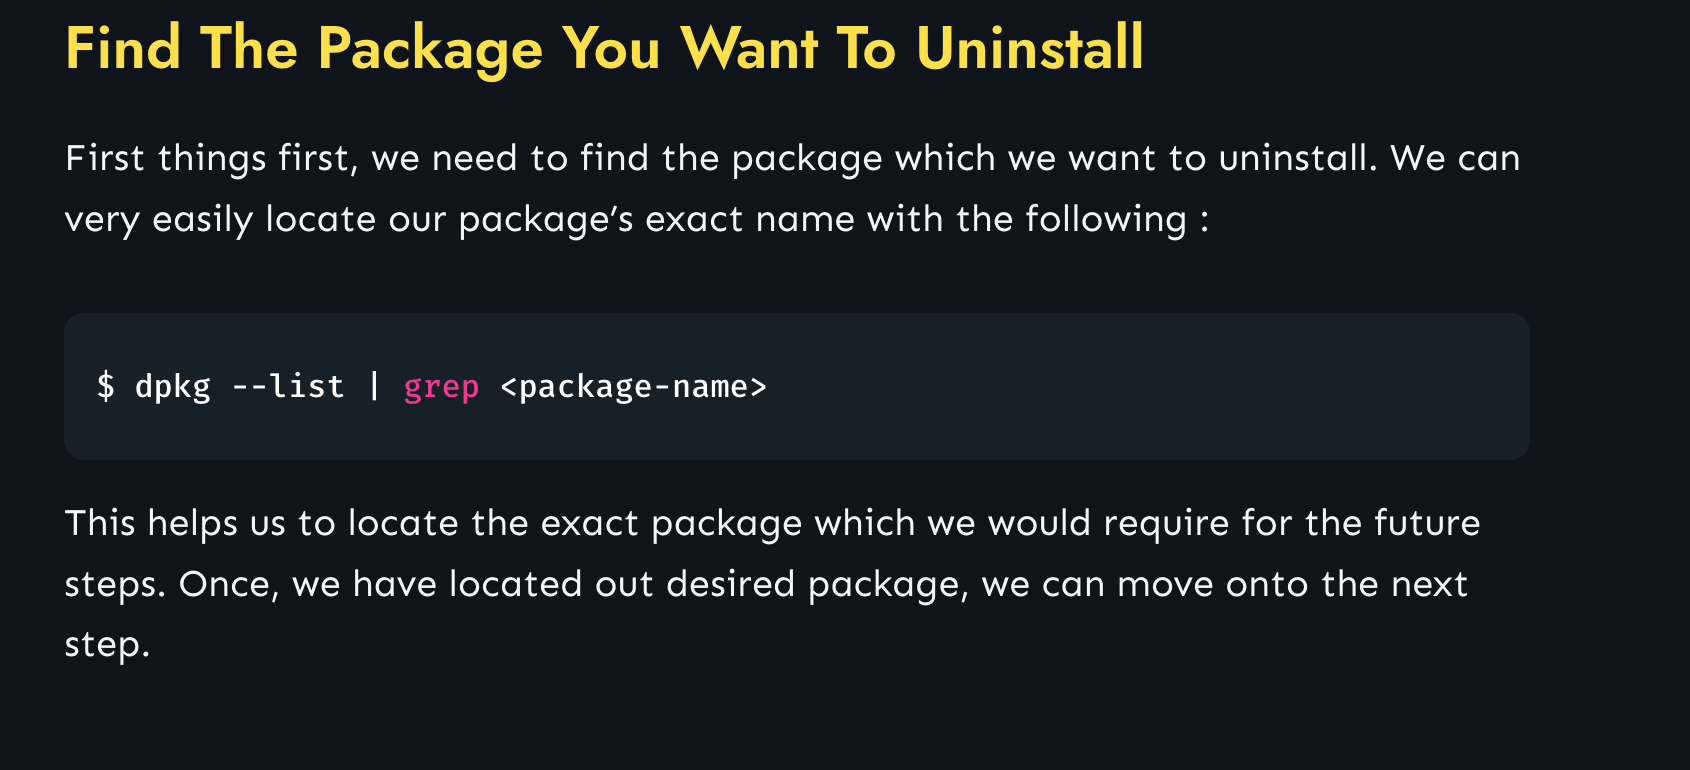 Find The Package You Want To Uninstall
First things first, we need to find the package which we want to uninstall. We can
very easily locate our package’s exact name with the following :
$ dpkg --list | grep <package-name>
This helps us to locate the exact package which we would require for the future
steps. Once, we have located out desired package, we can move onto the next
step.